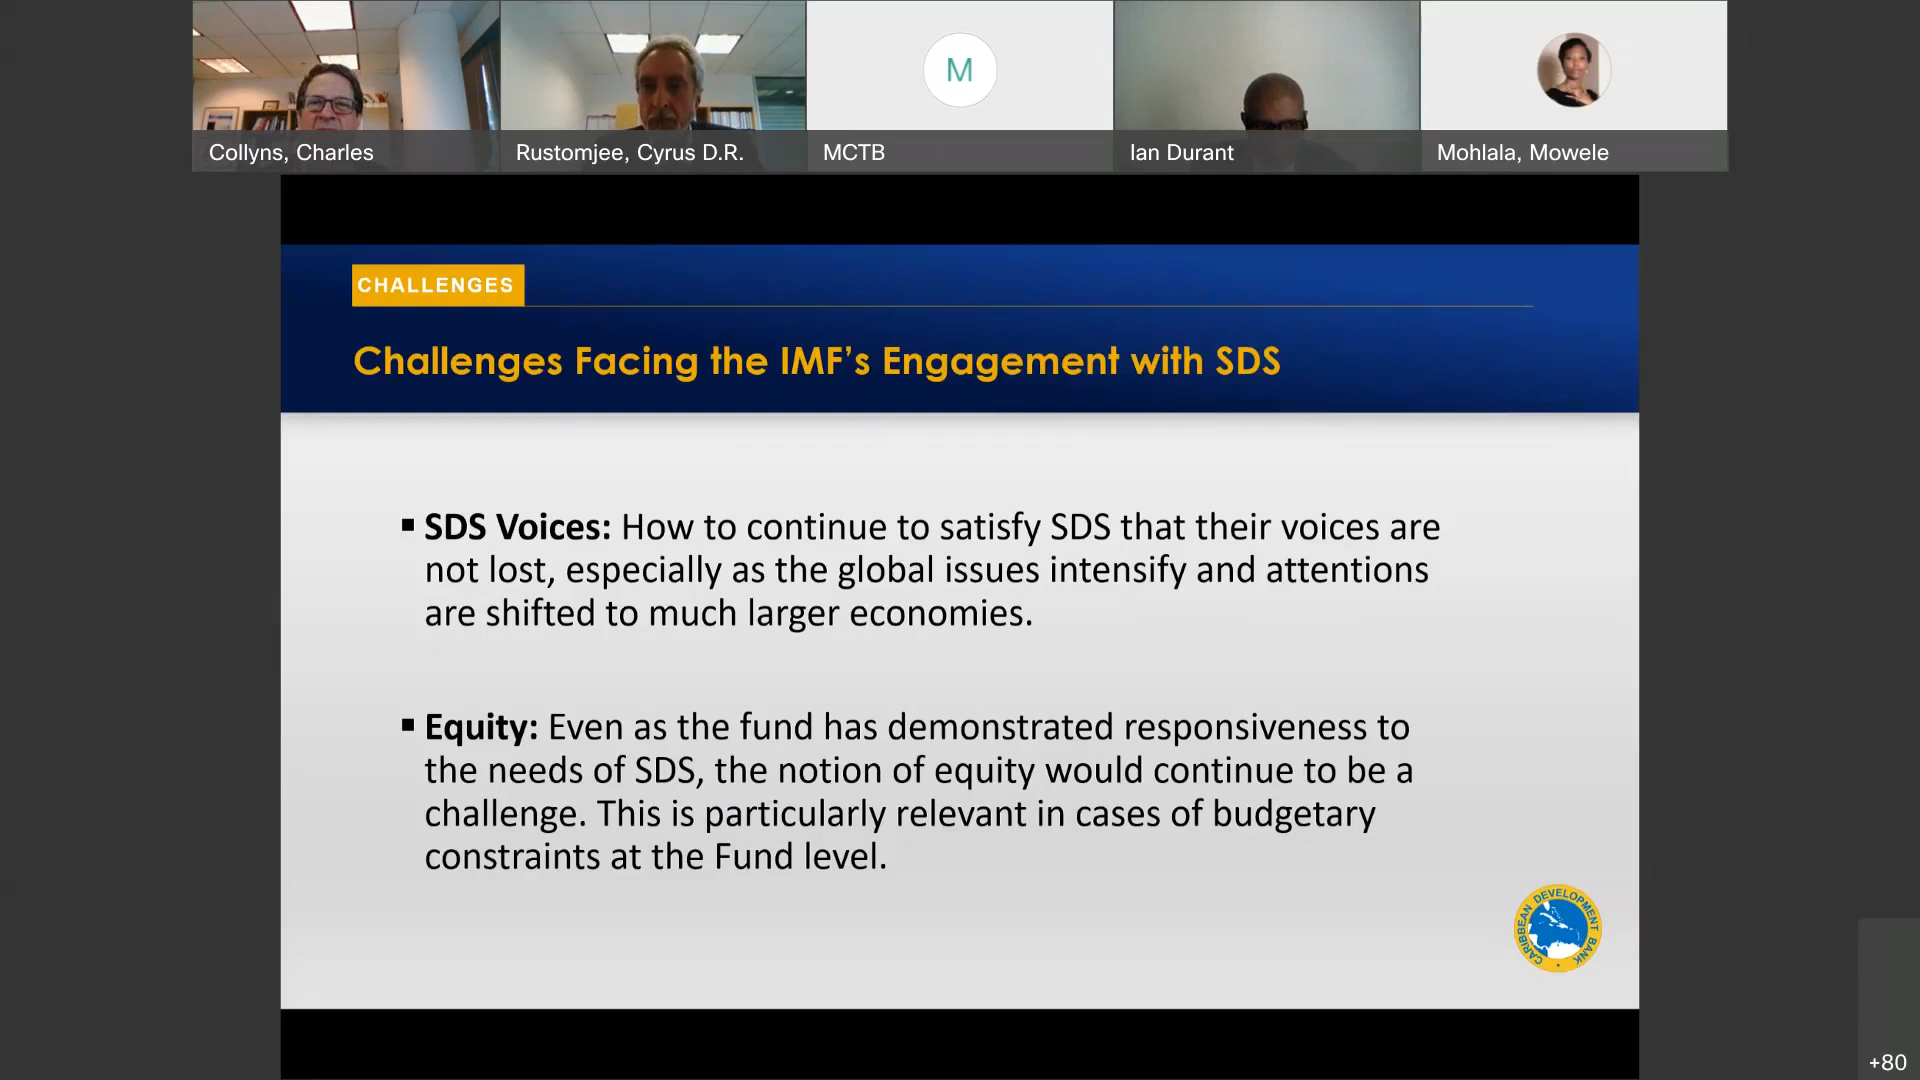 Collyns, Charles
Rustomjee, Cyrus D.R.
M
MCTB
Ian Durant
Mohlala, Mowele
CHALLENGES
Challenges Facing the IMF’s Engagement with SDS
▪ SDS Voices: How to continue to satisfy SDS that their voices are
not lost, especially as the global issues intensify and attentions
are shifted to much larger economies.
▪ Equity: Even as the fund has demonstrated responsiveness to
the needs of SDS, the notion of equity would continue to be a
challenge. This is particularly relevant in cases of budgetary
constraints at the Fund level.
CARIBBEAN DEVELOPMENT BANK
+80